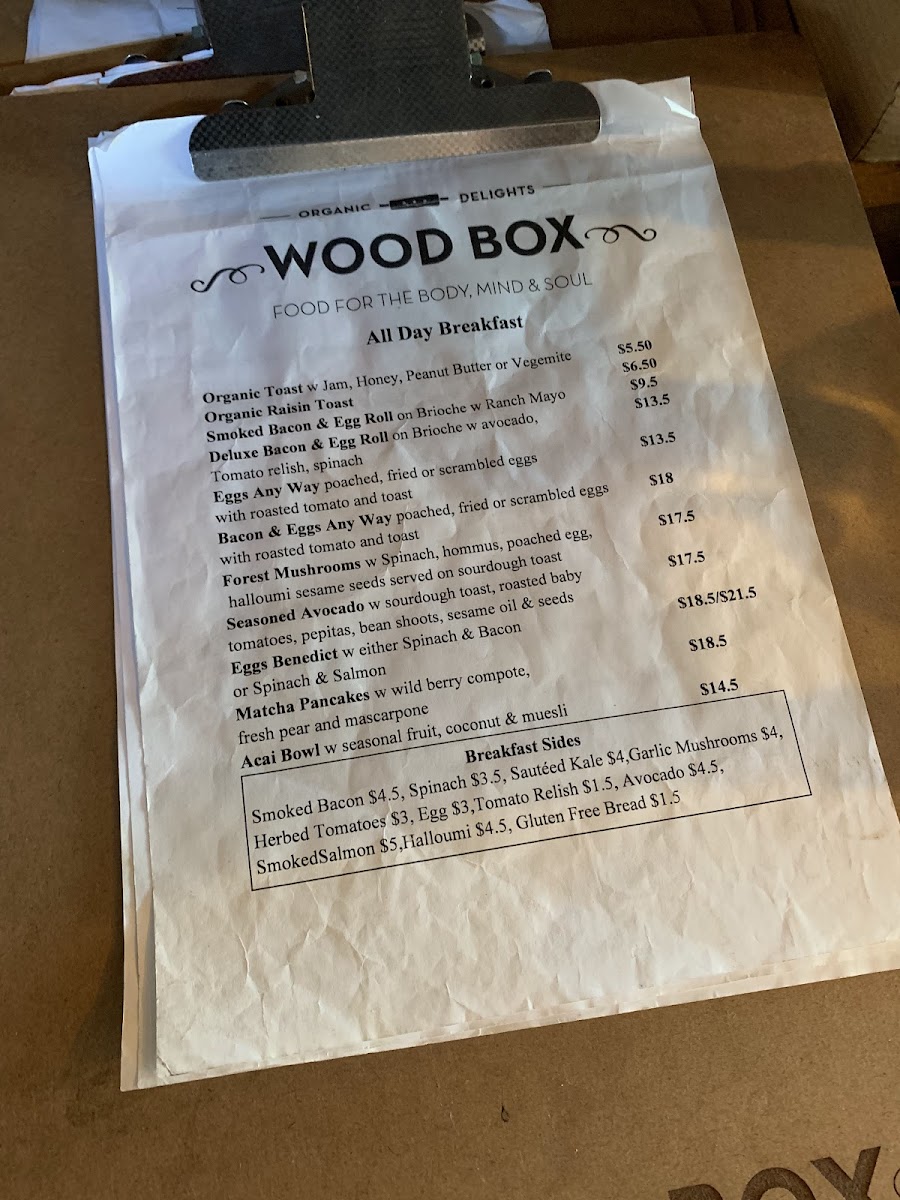 ORGANIC DELIGHTS
WOOD BOX
FOOD FOR THE BODY, MIND & SOUL
All Day Breakfast
Organic Toast w Jam, Honey, Peanut Butter or Vegemite $5.50
Organic Raisin Toast $6.50
Smoked Bacon & Egg Roll on Brioche w Ranch Mayo $9.5
Deluxe Bacon & Egg Roll on Brioche w avocado, $13.5
Tomato relish, spinach
Eggs Any Way poached, fried or scrambled eggs $13.5
with roasted tomato and toast
Bacon & Eggs Any Way poached, fried or scrambled eggs $18
with roasted tomato and toast
Forest Mushrooms w Spinach, hommus, poached egg, $17.5
halloumi sesame seeds served on sourdough toast
Seasoned Avocado w sourdough toast, roasted baby $17.5
tomatoes, pepitas, bean shoots, sesame oil & seeds
Eggs Benedict w either Spinach & Bacon $18.5/$21.5
or Spinach & Salmon
Matcha Pancakes w wild berry compote, $18.5
fresh pear and mascarpone
Acai Bowl w seasonal fruit, coconut & muesli $14.5
Breakfast Sides
Smoked Bacon $4.5, Spinach $3.5, Sautéed Kale $4,Garlic Mushrooms $4,
Herbed Tomatoes $3, Egg $3,Tomato Relish $1.5, Avocado $4.5,
SmokedSalmon $5,Halloumi $4.5, Gluten Free Bread $1.5
BOX